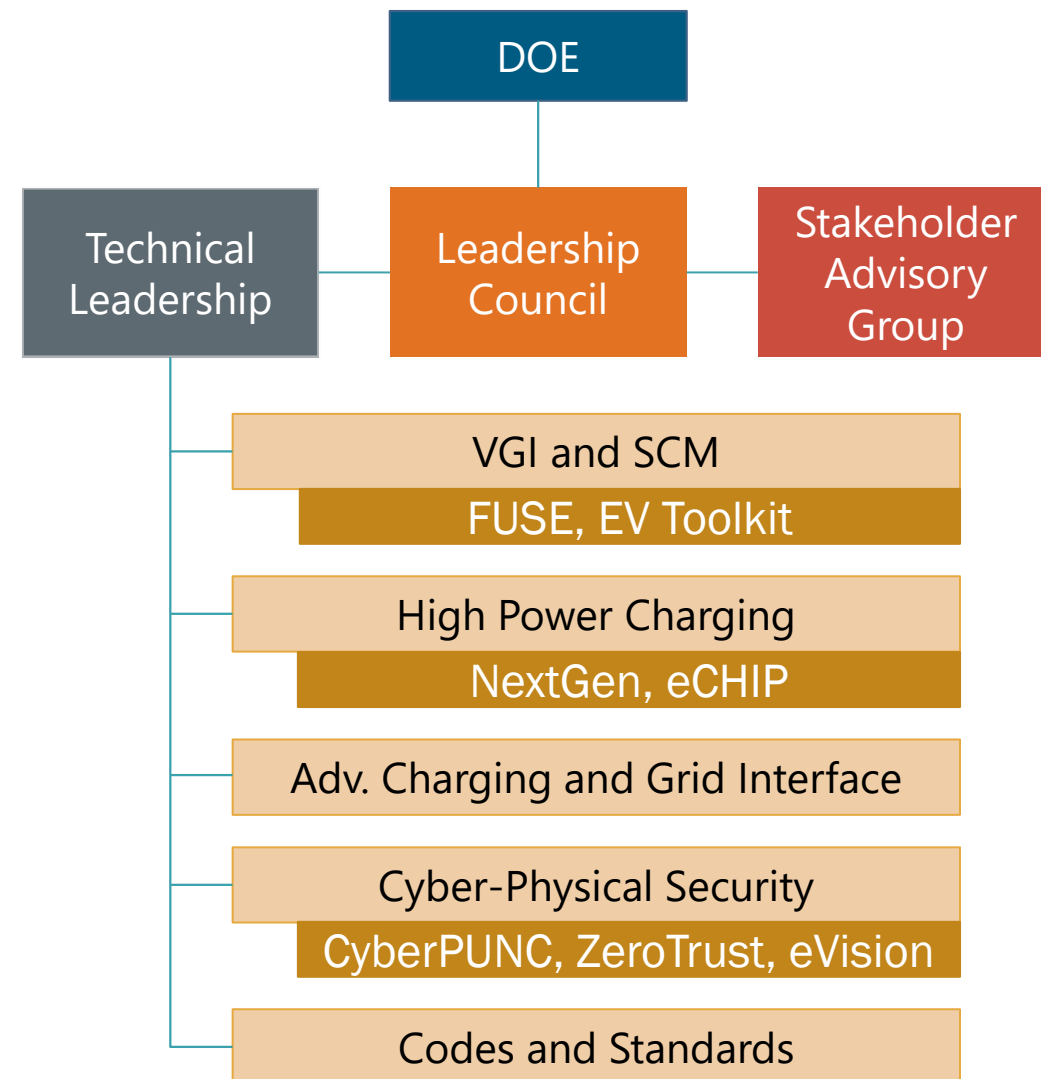 DOE
Technical
Leadership
Leadership
Council
Stakeholder
Advisory
Group
VGI and SCM
FUSE, EV Toolkit
High Power Charging
NextGen, eCHIP
Adv. Charging and Grid Interface
Cyber-Physical Security
CyberPUNC, ZeroTrust, eVision
Codes and Standards